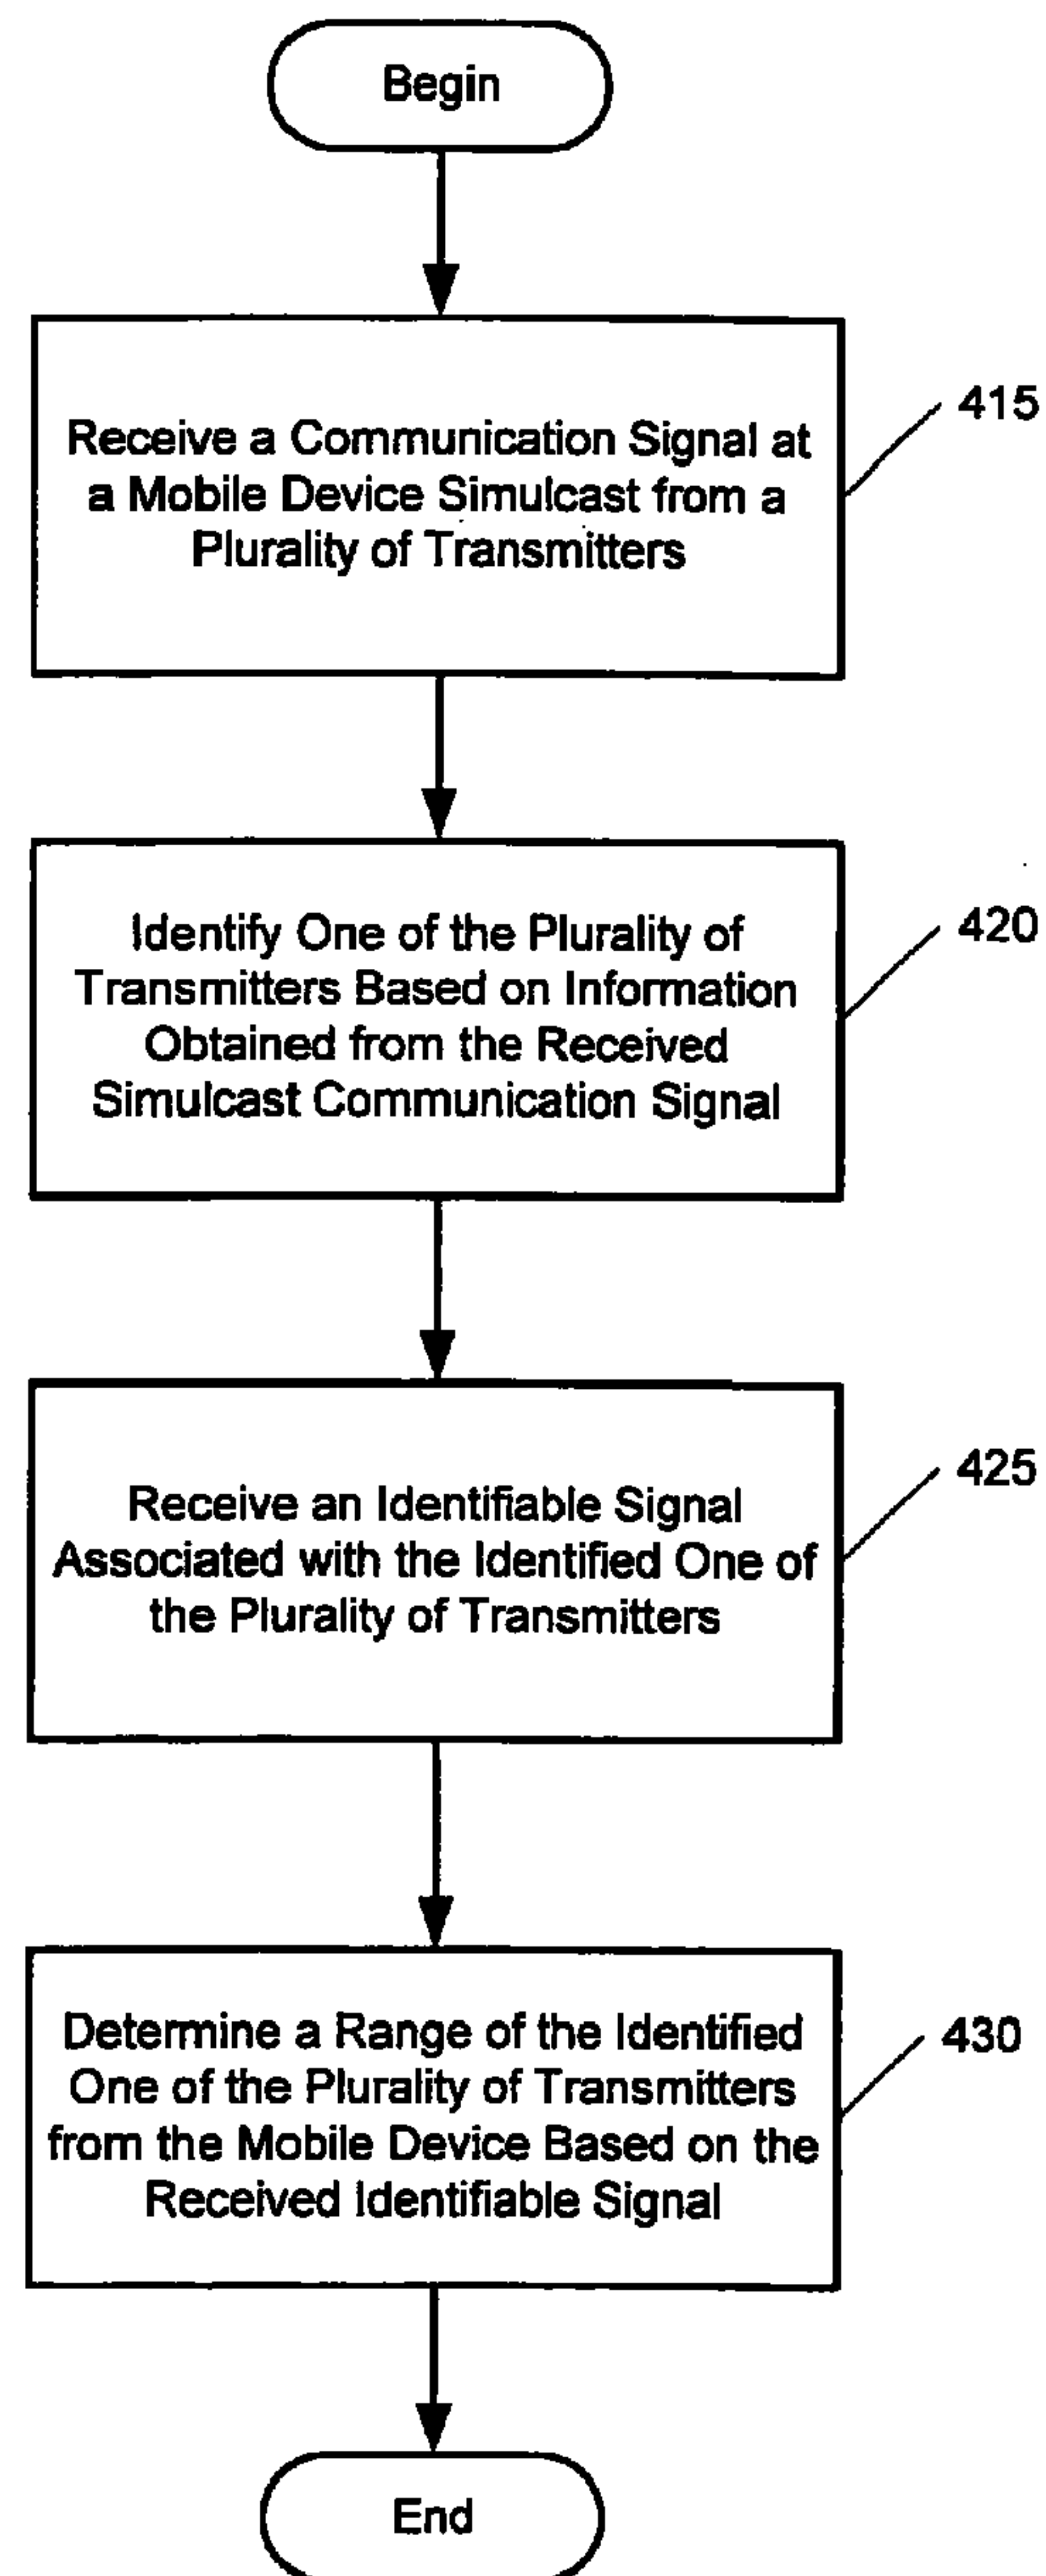 Begin
Receive a Communication Signal at
a Mobile Device Simulcast from a
Plurality of Transmitters
415
Identify One of the Plurality of
Transmitters Based on Information
Obtained from the Received
Simulcast Communication Signal
420
Receive an Identifiable Signal
Associated with the Identified One of
the Plurality of Transmitters
425
Determine a Range of the Identified
One of the Plurality of Transmitters
from the Mobile Device Based on the
Received Identifiable Signal
430
End